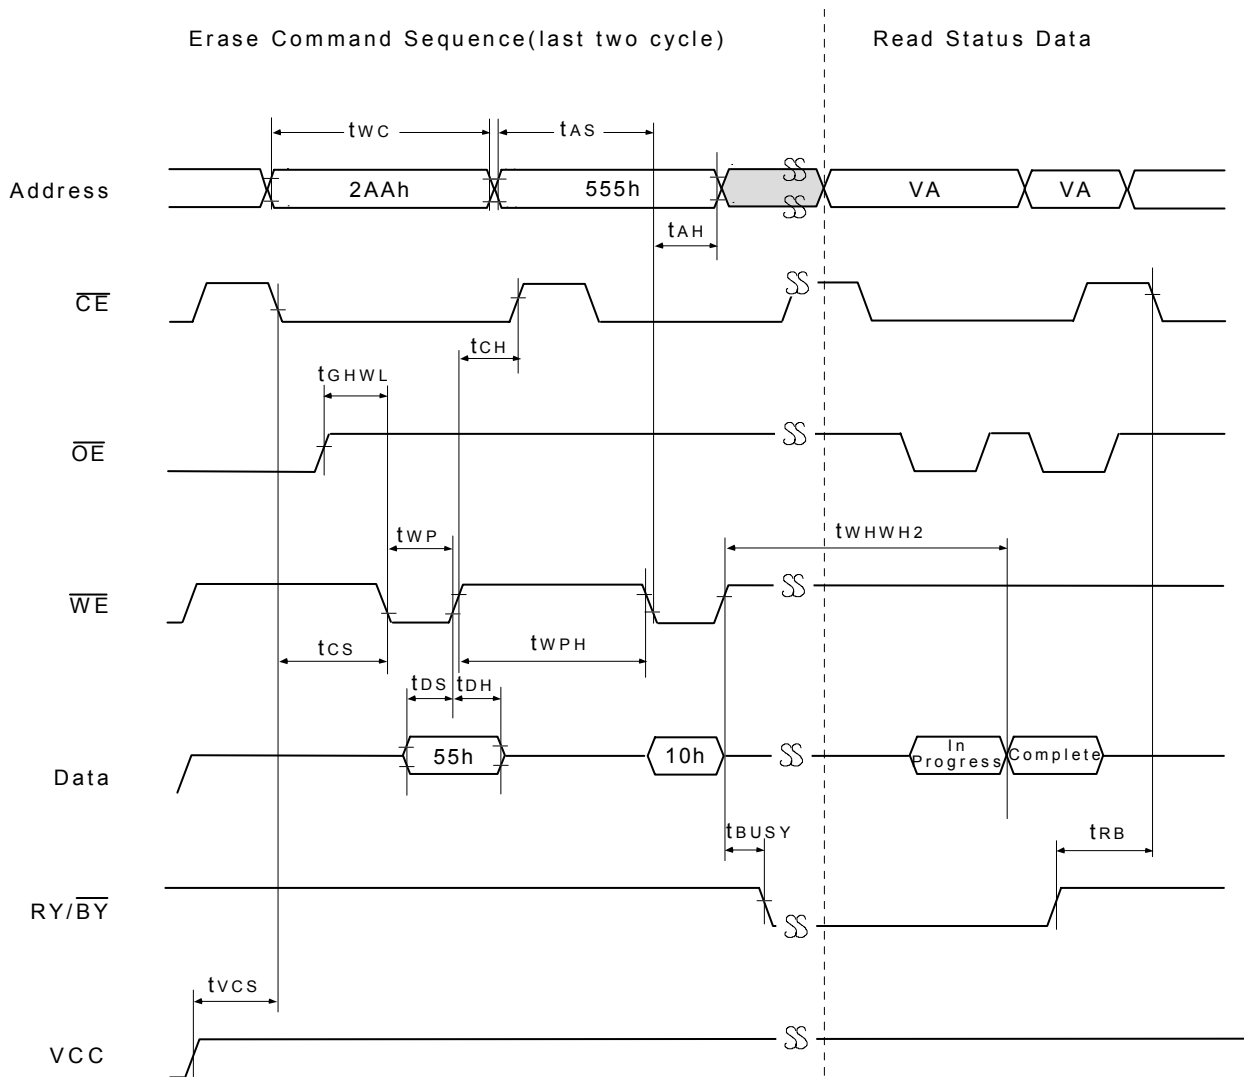 Erase Command Sequence(last two cycle) Read Status Data
tWC tAS
Address 2AAh 555h VA VA
tAH
CE
tCH
tGHWL
OE
tWP tWHWH2
WE
tCS tWPH
tDS tDH
Data 55h 10h In Progress Complete
tBUSY tRB
RY/BY
tVCS
VCC